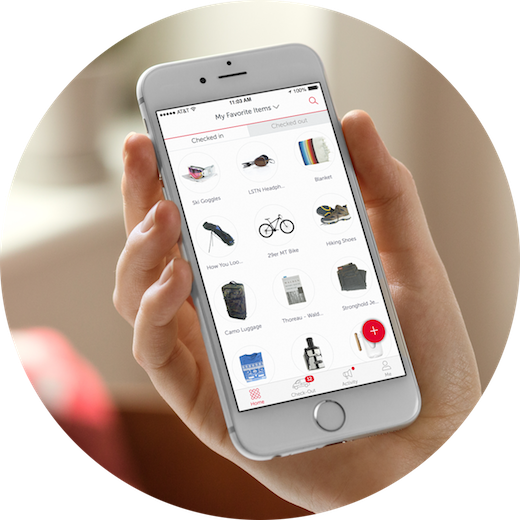 AT&T
11:03 AM
100%
My Favorite Items
Checked in
Checked out
Ski Goggles
LSTN Headph...
Blanket
How You Loo...
29er MT Bike
Hiking Shoes
Camo Luggage
Thoreau - Wald...
Stronghold Je...
+
Home
Check-Out
12
Activity
Me